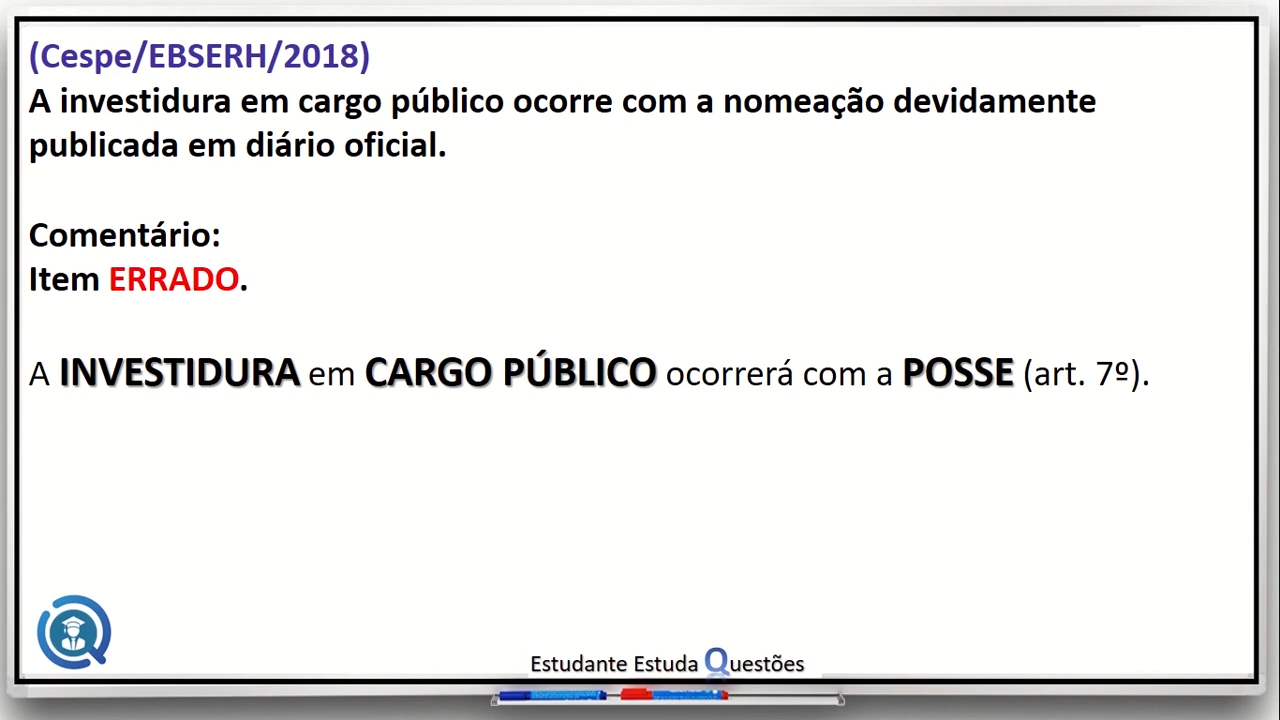 (Cespe/EBSERH/2018)
A investidura em cargo público ocorre com a nomeação devidamente
publicada em diário oficial.
Comentário:
Item ERRADO.
A INVESTIDURA em CARGO PÚBLICO ocorrerá com a POSSE (art. 7º).
Estudante Estuda Questões